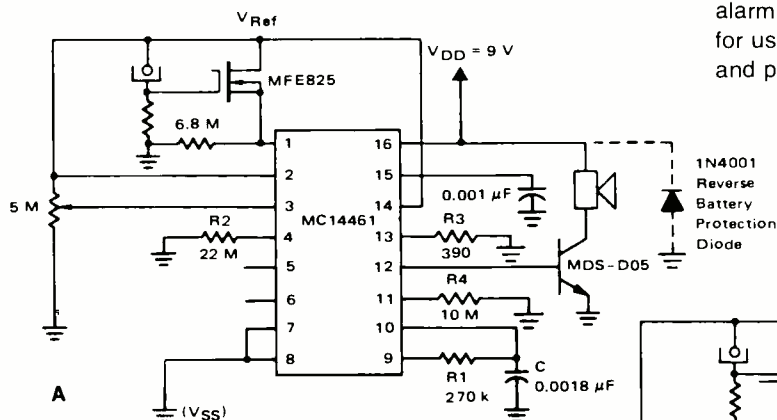 alarm
for us
and p
V Ref
V DD = 9 V
MFE825
6.8 M
5 M
1
2
3
4
5
6
7
8
MC14461
16
15
14
13
12
11
10
9
R2
22 M
0.001 μF
R3
390
MDS-D05
R4
10 M
R1
270 k
C
0.0018 μF
1N4001
Reverse
Battery
Protection
Diode
(VSS)
A